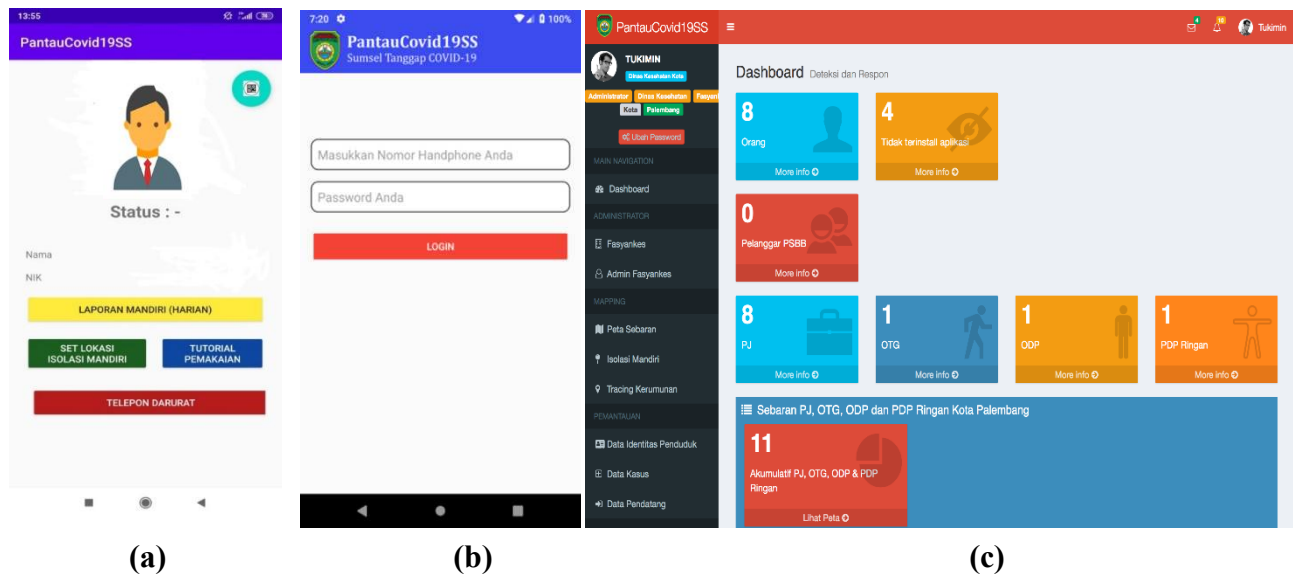 13:55
PantauCovid19SS
Status : -
Nama
NIK
LAPORAN MANDIRI (HARIAN)
SET LOKASI
ISOLASI MANDIRI
TUTORIAL
PEMAKAIAN
TELEPON DARURAT
(a)
7:20
100%
PantauCovid19SS
Sumsel Tanggap COVID-19
Masukkan Nomor Handphone Anda
Password Anda
LOGIN
(b)
PantauCovid19SS
Tukimin
TUKIMIN
Dinas Kesehatan Kota
Administrator Dinas Kesehatan Fasyan
Kota Palembang
Ubah Password
MAIN NAVIGATION
Dashboard
ADMINISTRATOR
Fasyankes
Admin Fasyankes
MAPPING
Peta Sebaran
Isolasi Mandiri
Tracing Kerumunan
PEMANTAUAN
Data Identitas Penduduk
Data Kasus
Data Pendatang
Dashboard Deteksi dan Respon
8
Orang
More info
4
Tidak terinstall aplikasi
More info
0
Pelanggar PSBB
More info
8
PJ
More info
1
OTG
More info
1
ODP
More info
1
PDP Ringan
More info
Sebaran PJ, OTG, ODP dan PDP Ringan Kota Palembang
11
Akumulatif PJ, OTG, ODP & PDP
Ringan
Lihat Peta
(c)